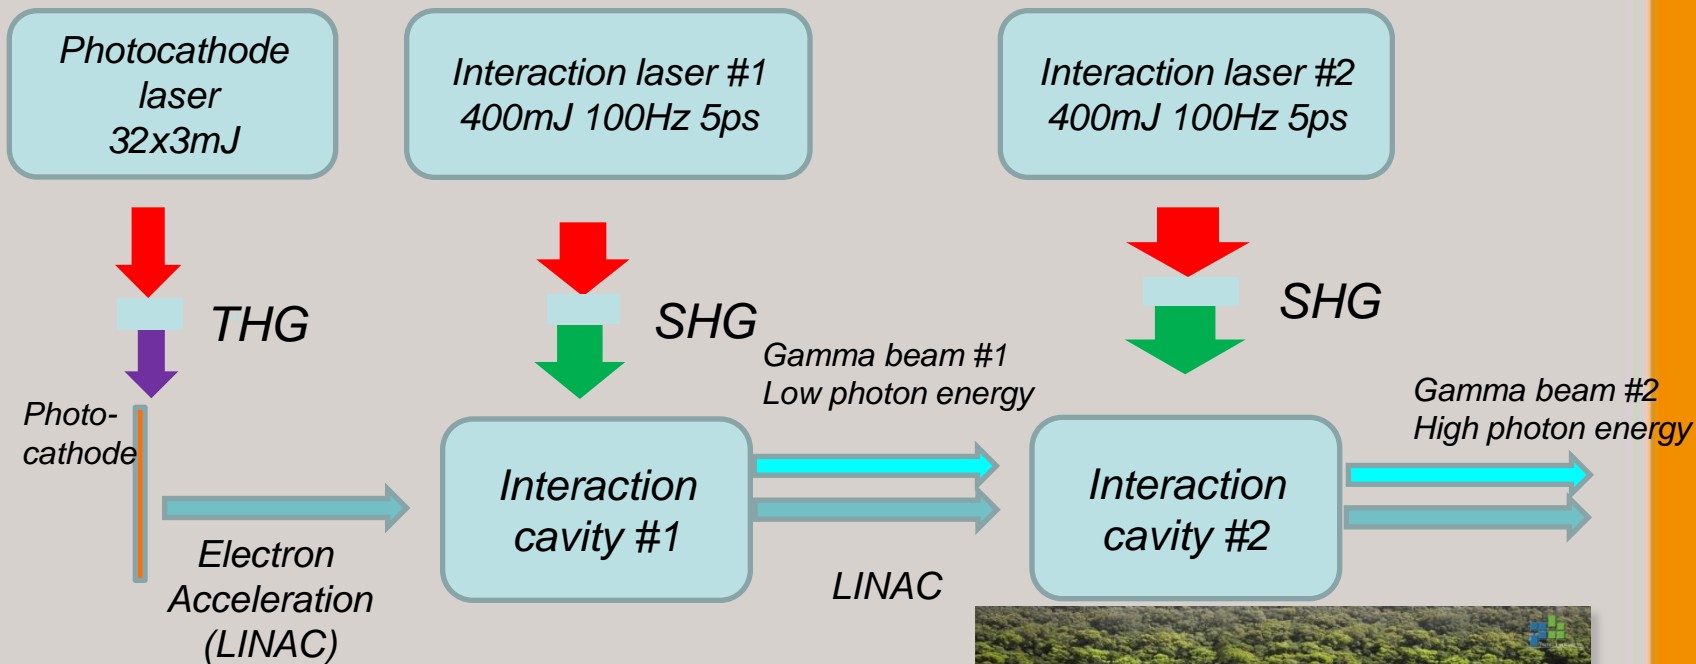 Photocathode
laser
32x3mJ
Interaction laser #1
400mJ 100Hz 5ps
Interaction laser #2
400mJ 100Hz 5ps
THG
SHG
SHG
Gamma beam #1
Low photon energy
Gamma beam #2
High photon energy
Photo-
cathode
Interaction
cavity #1
Interaction
cavity #2
Electron
Acceleration
(LINAC)
LINAC